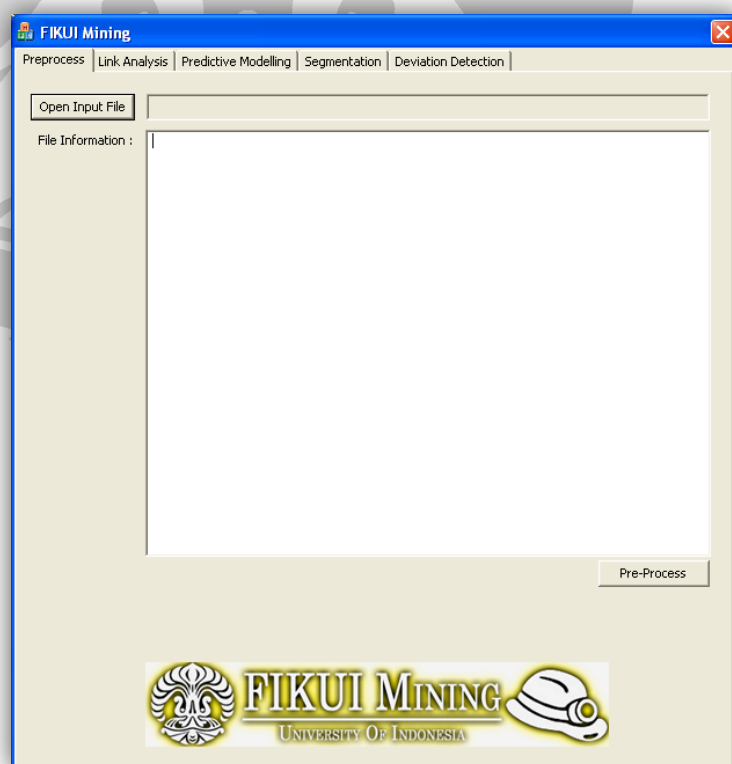 FIKUI Mining
Preprocess Link Analysis Predictive Modelling Segmentation Deviation Detection
Open Input File
File Information :
Pre-Process
FIKUI MINING
UNIVERSITY OF INDONESIA